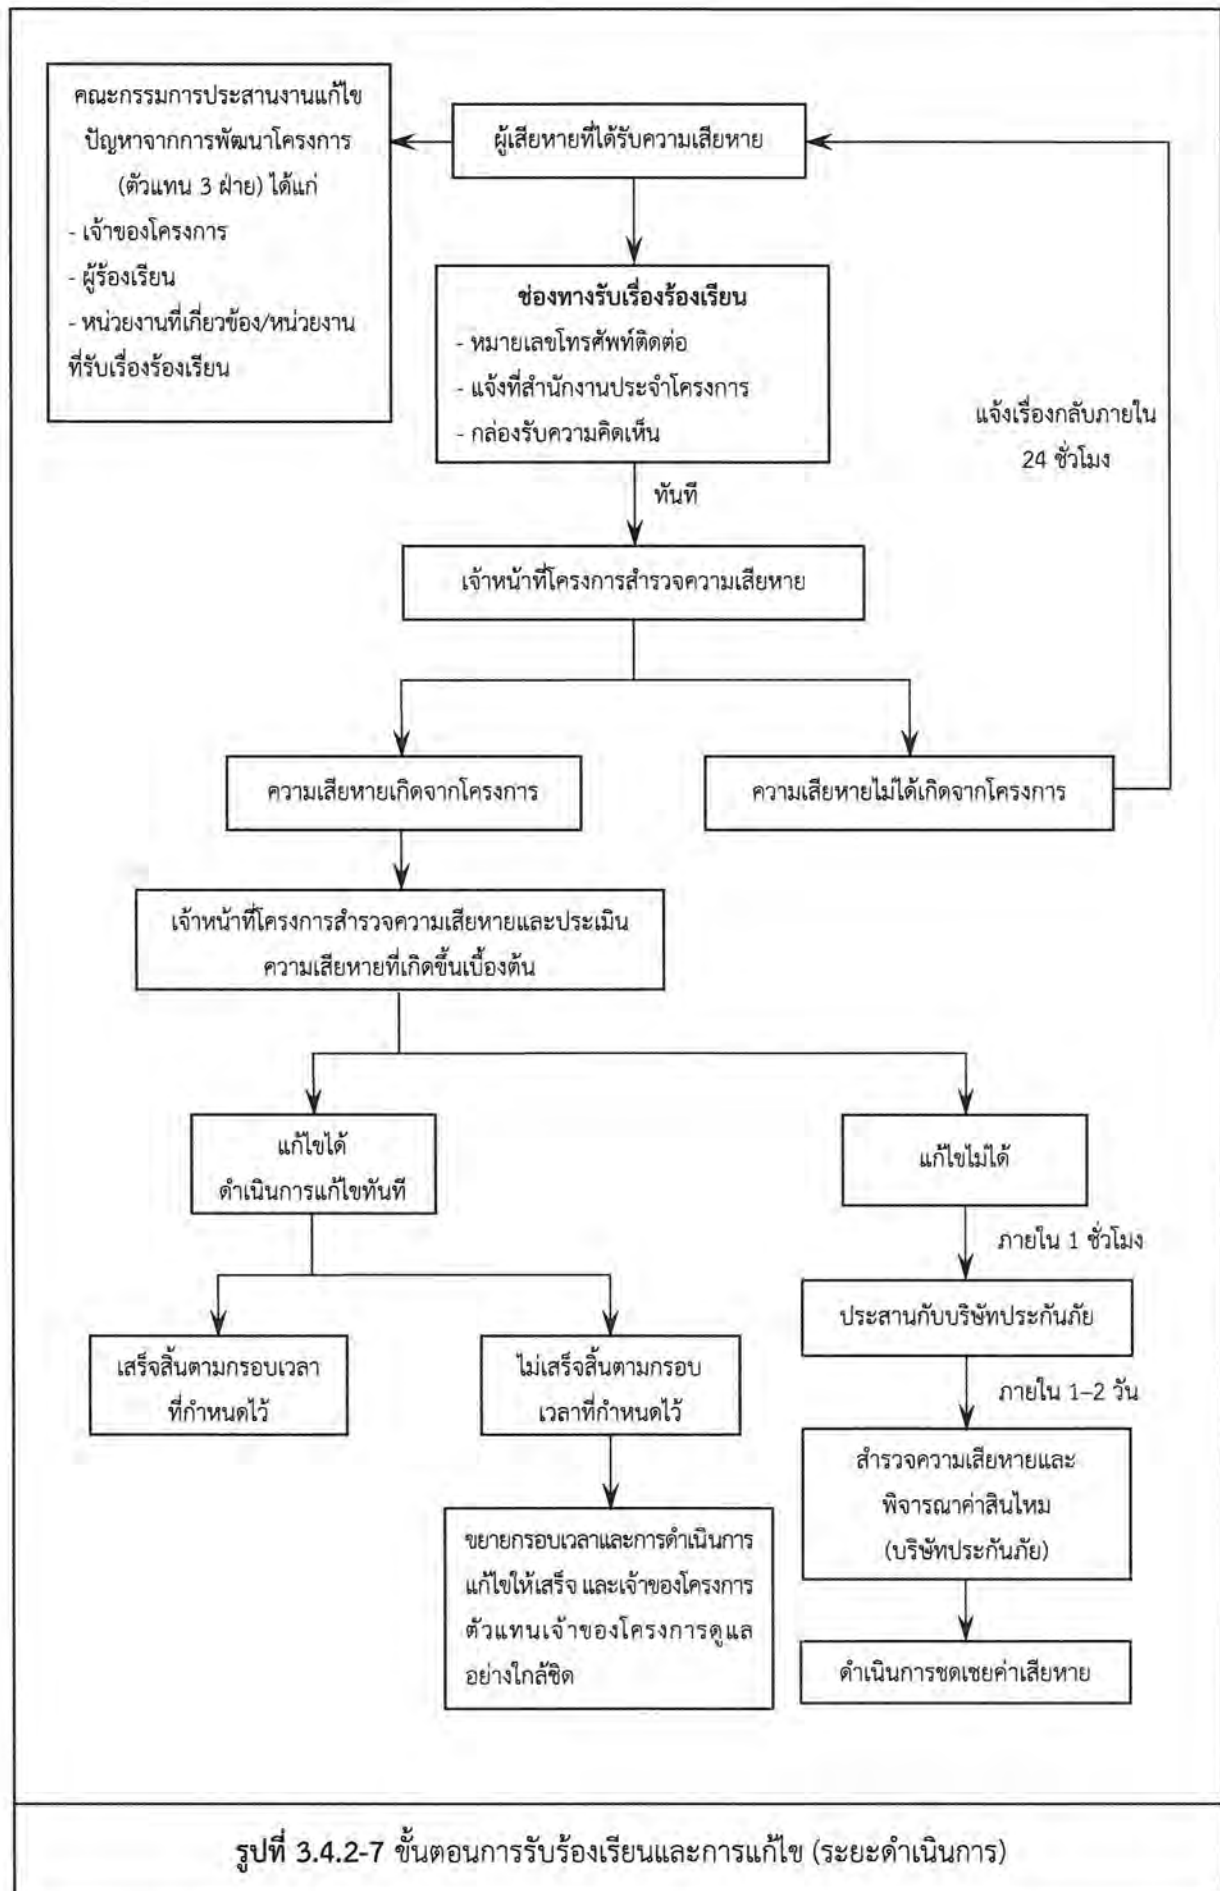 คณะกรรมการประสานงานแก้ไข
ปัญหาจากการพัฒนาโครงการ
(ตัวแทน 3 ฝ่าย) ได้แก่
- เจ้าของโครงการ
- ผู้ร้องเรียน
- หน่วยงานที่เกี่ยวข้อง/หน่วยงาน
ที่รับเรื่องร้องเรียน
ผู้เสียหายที่ได้รับความเสียหาย
ช่องทางรับเรื่องร้องเรียน
- หมายเลขโทรศัพท์ติดต่อ
- แจ้งที่สำนักงานประจำโครงการ
- กล่องรับความคิดเห็น
แจ้งเรื่องกลับภายใน
24 ชั่วโมง
ทันที
เจ้าหน้าที่โครงการสำรวจความเสียหาย
ความเสียหายเกิดจากโครงการ
ความเสียหายไม่ได้เกิดจากโครงการ
เจ้าหน้าที่โครงการสำรวจความเสียหายและประเมิน
ความเสียหายที่เกิดขึ้นเบื้องต้น
แก้ไขได้
ดำเนินการแก้ไขทันที
แก้ไขไม่ได้
ภายใน 1 ชั่วโมง
ประสานกับบริษัทประกันภัย
เสร็จสิ้นตามกรอบเวลา
ที่กำหนดไว้
ไม่เสร็จสิ้นตามกรอบ
เวลาที่กำหนดไว้
ภายใน 1–2 วัน
สำรวจความเสียหายและ
พิจารณาค่าสินไหม
(บริษัทประกันภัย)
ขยายกรอบเวลาและการดำเนินการ
แก้ไขให้เสร็จ และเจ้าของโครงการ
ตัวแทนเจ้าของโครงการดูแล
อย่างใกล้ชิด
ดำเนินการชดเชยค่าเสียหาย
รูปที่ 3.4.2-7 ขั้นตอนการรับร้องเรียนและการแก้ไข (ระยะดำเนินการ)